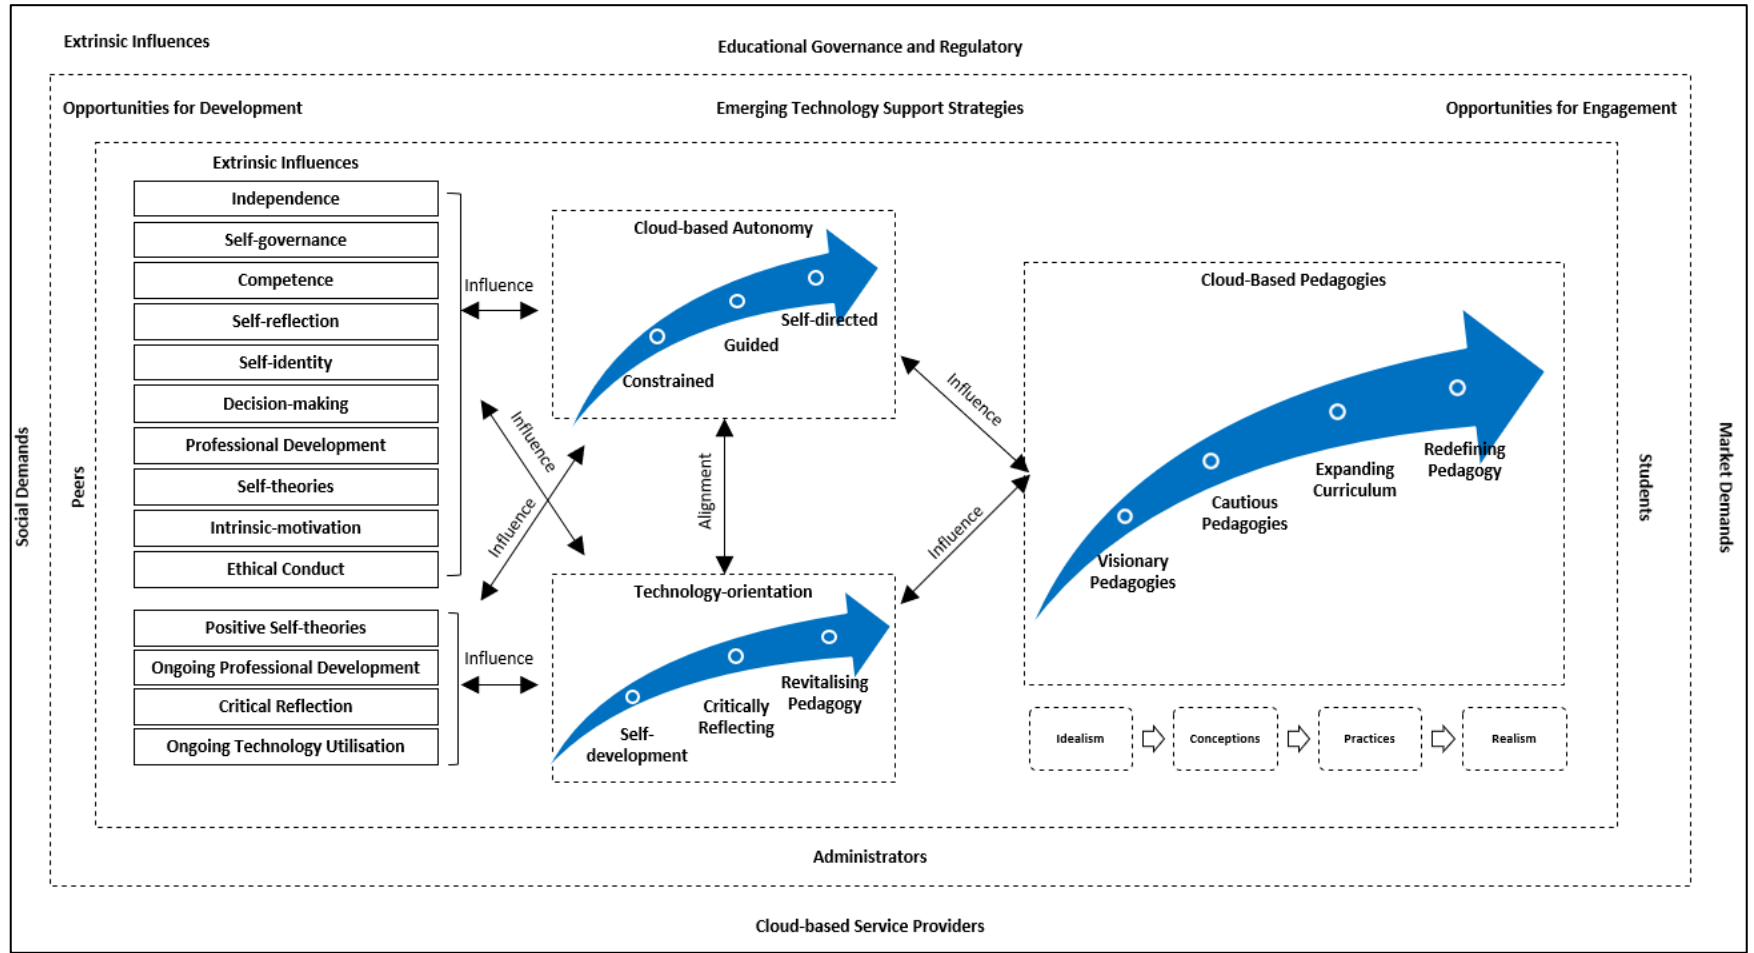 Extrinsic Influences
Educational Governance and Regulatory
Opportunities for Development
Emerging Technology Support Strategies
Opportunities for Engagement
Social Demands
Peers
Extrinsic Influences
Independence
Self-governance
Competence
Self-reflection
Self-identity
Decision-making
Professional Development
Self-theories
Intrinsic-motivation
Ethical Conduct
Positive Self-theories
Ongoing Professional Development
Critical Reflection
Ongoing Technology Utilisation
Influence
Influence
Influence
Influence
Cloud-based Autonomy
Constrained
Guided
Self-directed
Alignment
Technology-orientation
Self-
development
Critically
Reflecting
Revitalising
Pedagogy
Influence
Influence
Cloud-Based Pedagogies
Visionary
Pedagogies
Cautious
Pedagogies
Expanding
Curriculum
Redefining
Pedagogy
Idealism
Conceptions
Practices
Realism
Students
Market Demands
Administrators
Cloud-based Service Providers